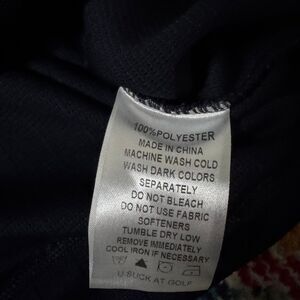 100%POLYESTER
MADE IN CHINA
MACHINE WASH COLD
WASH DARK COLORS
SEPARATELY
DO NOT BLEACH
DO NOT USE FABRIC
SOFTENERS
TUMBLE DRY LOW
REMOVE IMMEDIATELY
COOL IRON IF NECESSARY
U SUCK AT GOLF